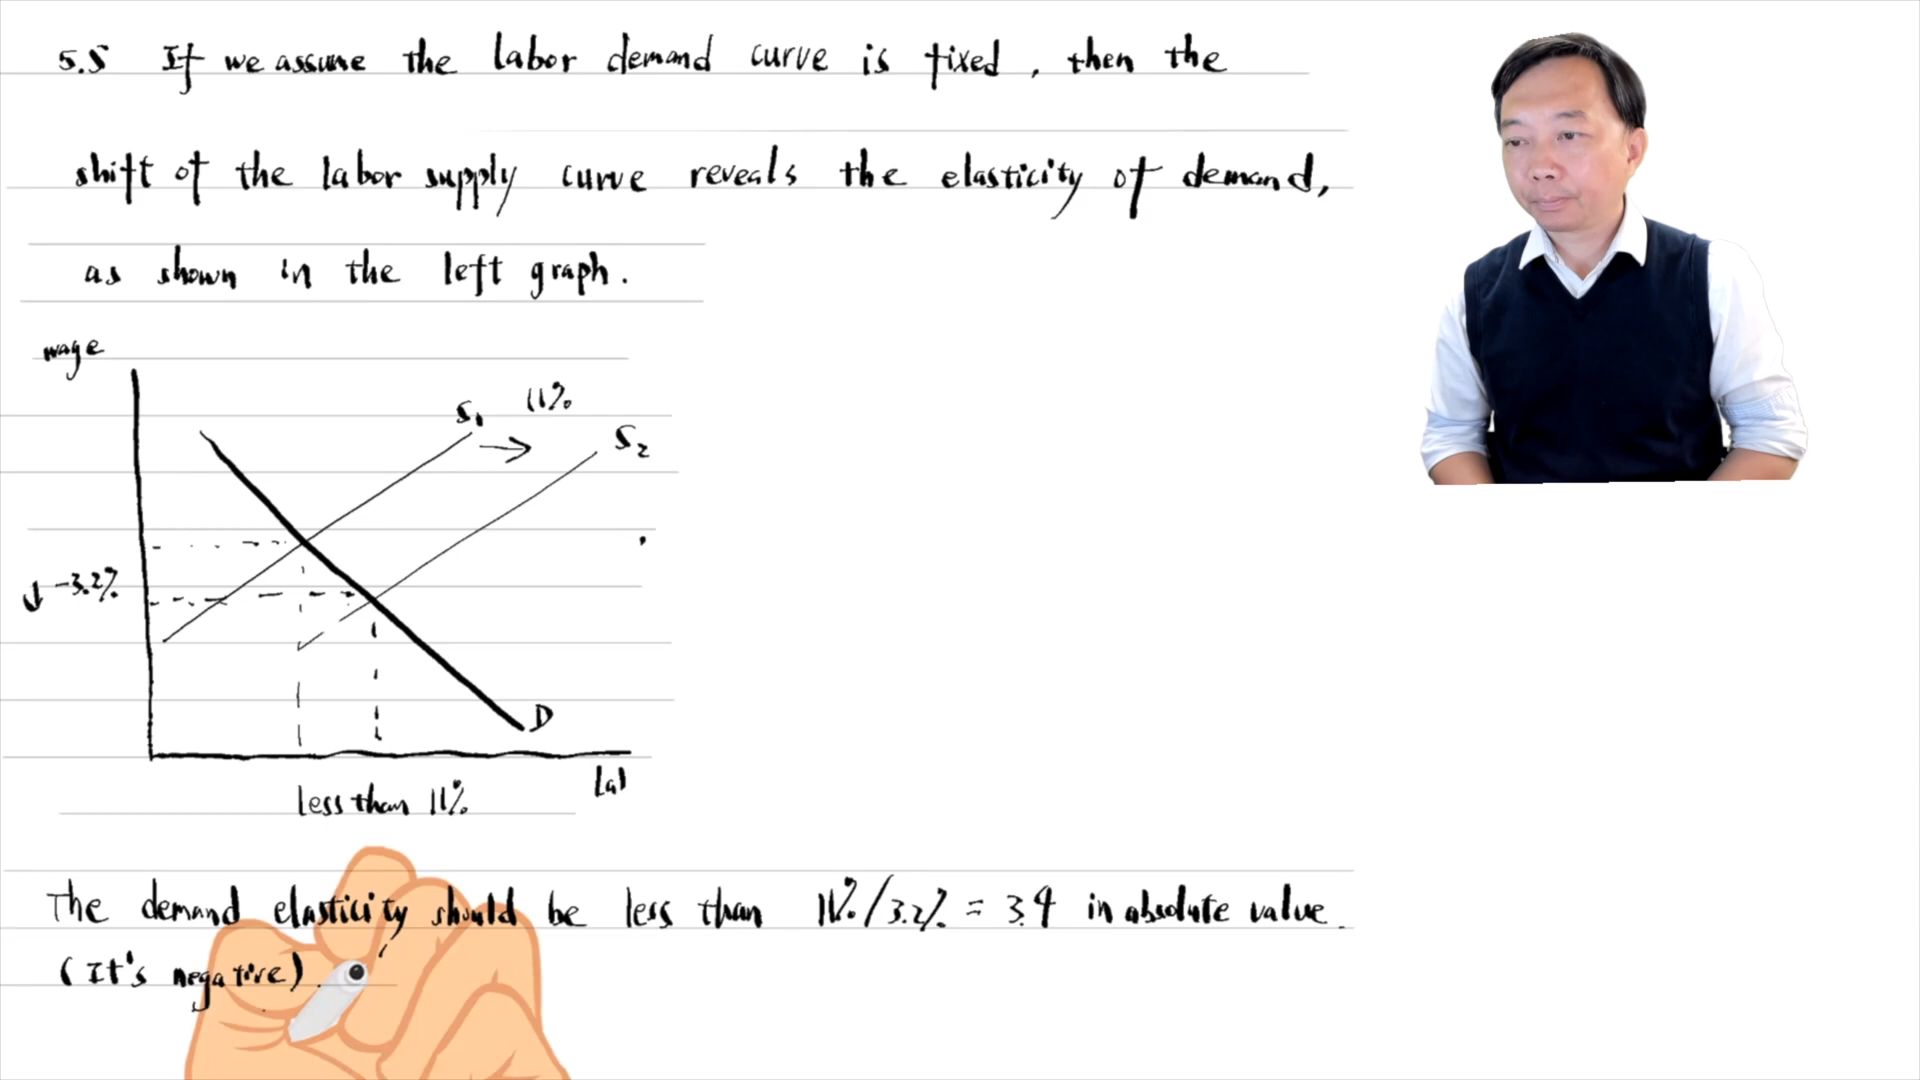 5.5 If we assume the labor demand curve is fixed, then the
shift of the labor supply curve reveals the elasticity of demand,
as shown in the left graph.
wage
S1 11%
S2
↓ -3.2%
D
less than 11%
The demand elasticity should be less than 11%/3.2% = 3.4 in absolute value.
(It's negative).